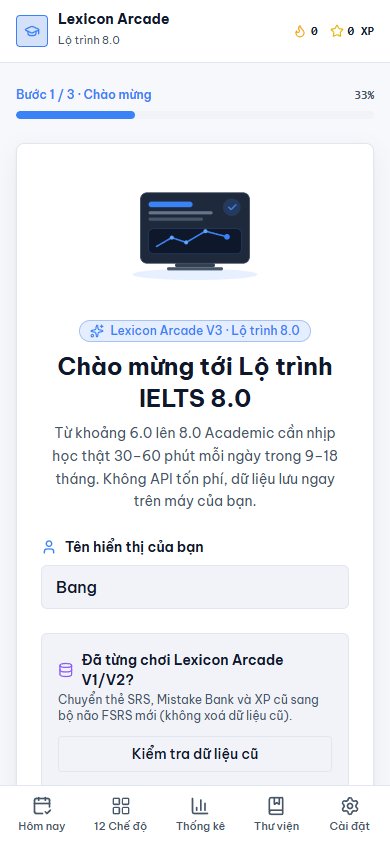 Lexicon Arcade
Lộ trình 8.0
0
0 XP
Bước 1 / 3 · Chào mừng
33%
Lexicon Arcade V3 · Lộ trình 8.0
Chào mừng tới Lộ trình
IELTS 8.0
Từ khoảng 6.0 lên 8.0 Academic cần nhịp
học thật 30–60 phút mỗi ngày trong 9–18
tháng. Không API tốn phí, dữ liệu lưu ngay
trên máy của bạn.
Tên hiển thị của bạn
Bang
Đã từng chơi Lexicon Arcade
V1/V2?
Chuyển thẻ SRS, Mistake Bank và XP cũ sang
bộ não FSRS mới (không xoá dữ liệu cũ).
Kiểm tra dữ liệu cũ
Hôm nay
12 Chế độ
Thống kê
Thư viện
Cài đặt